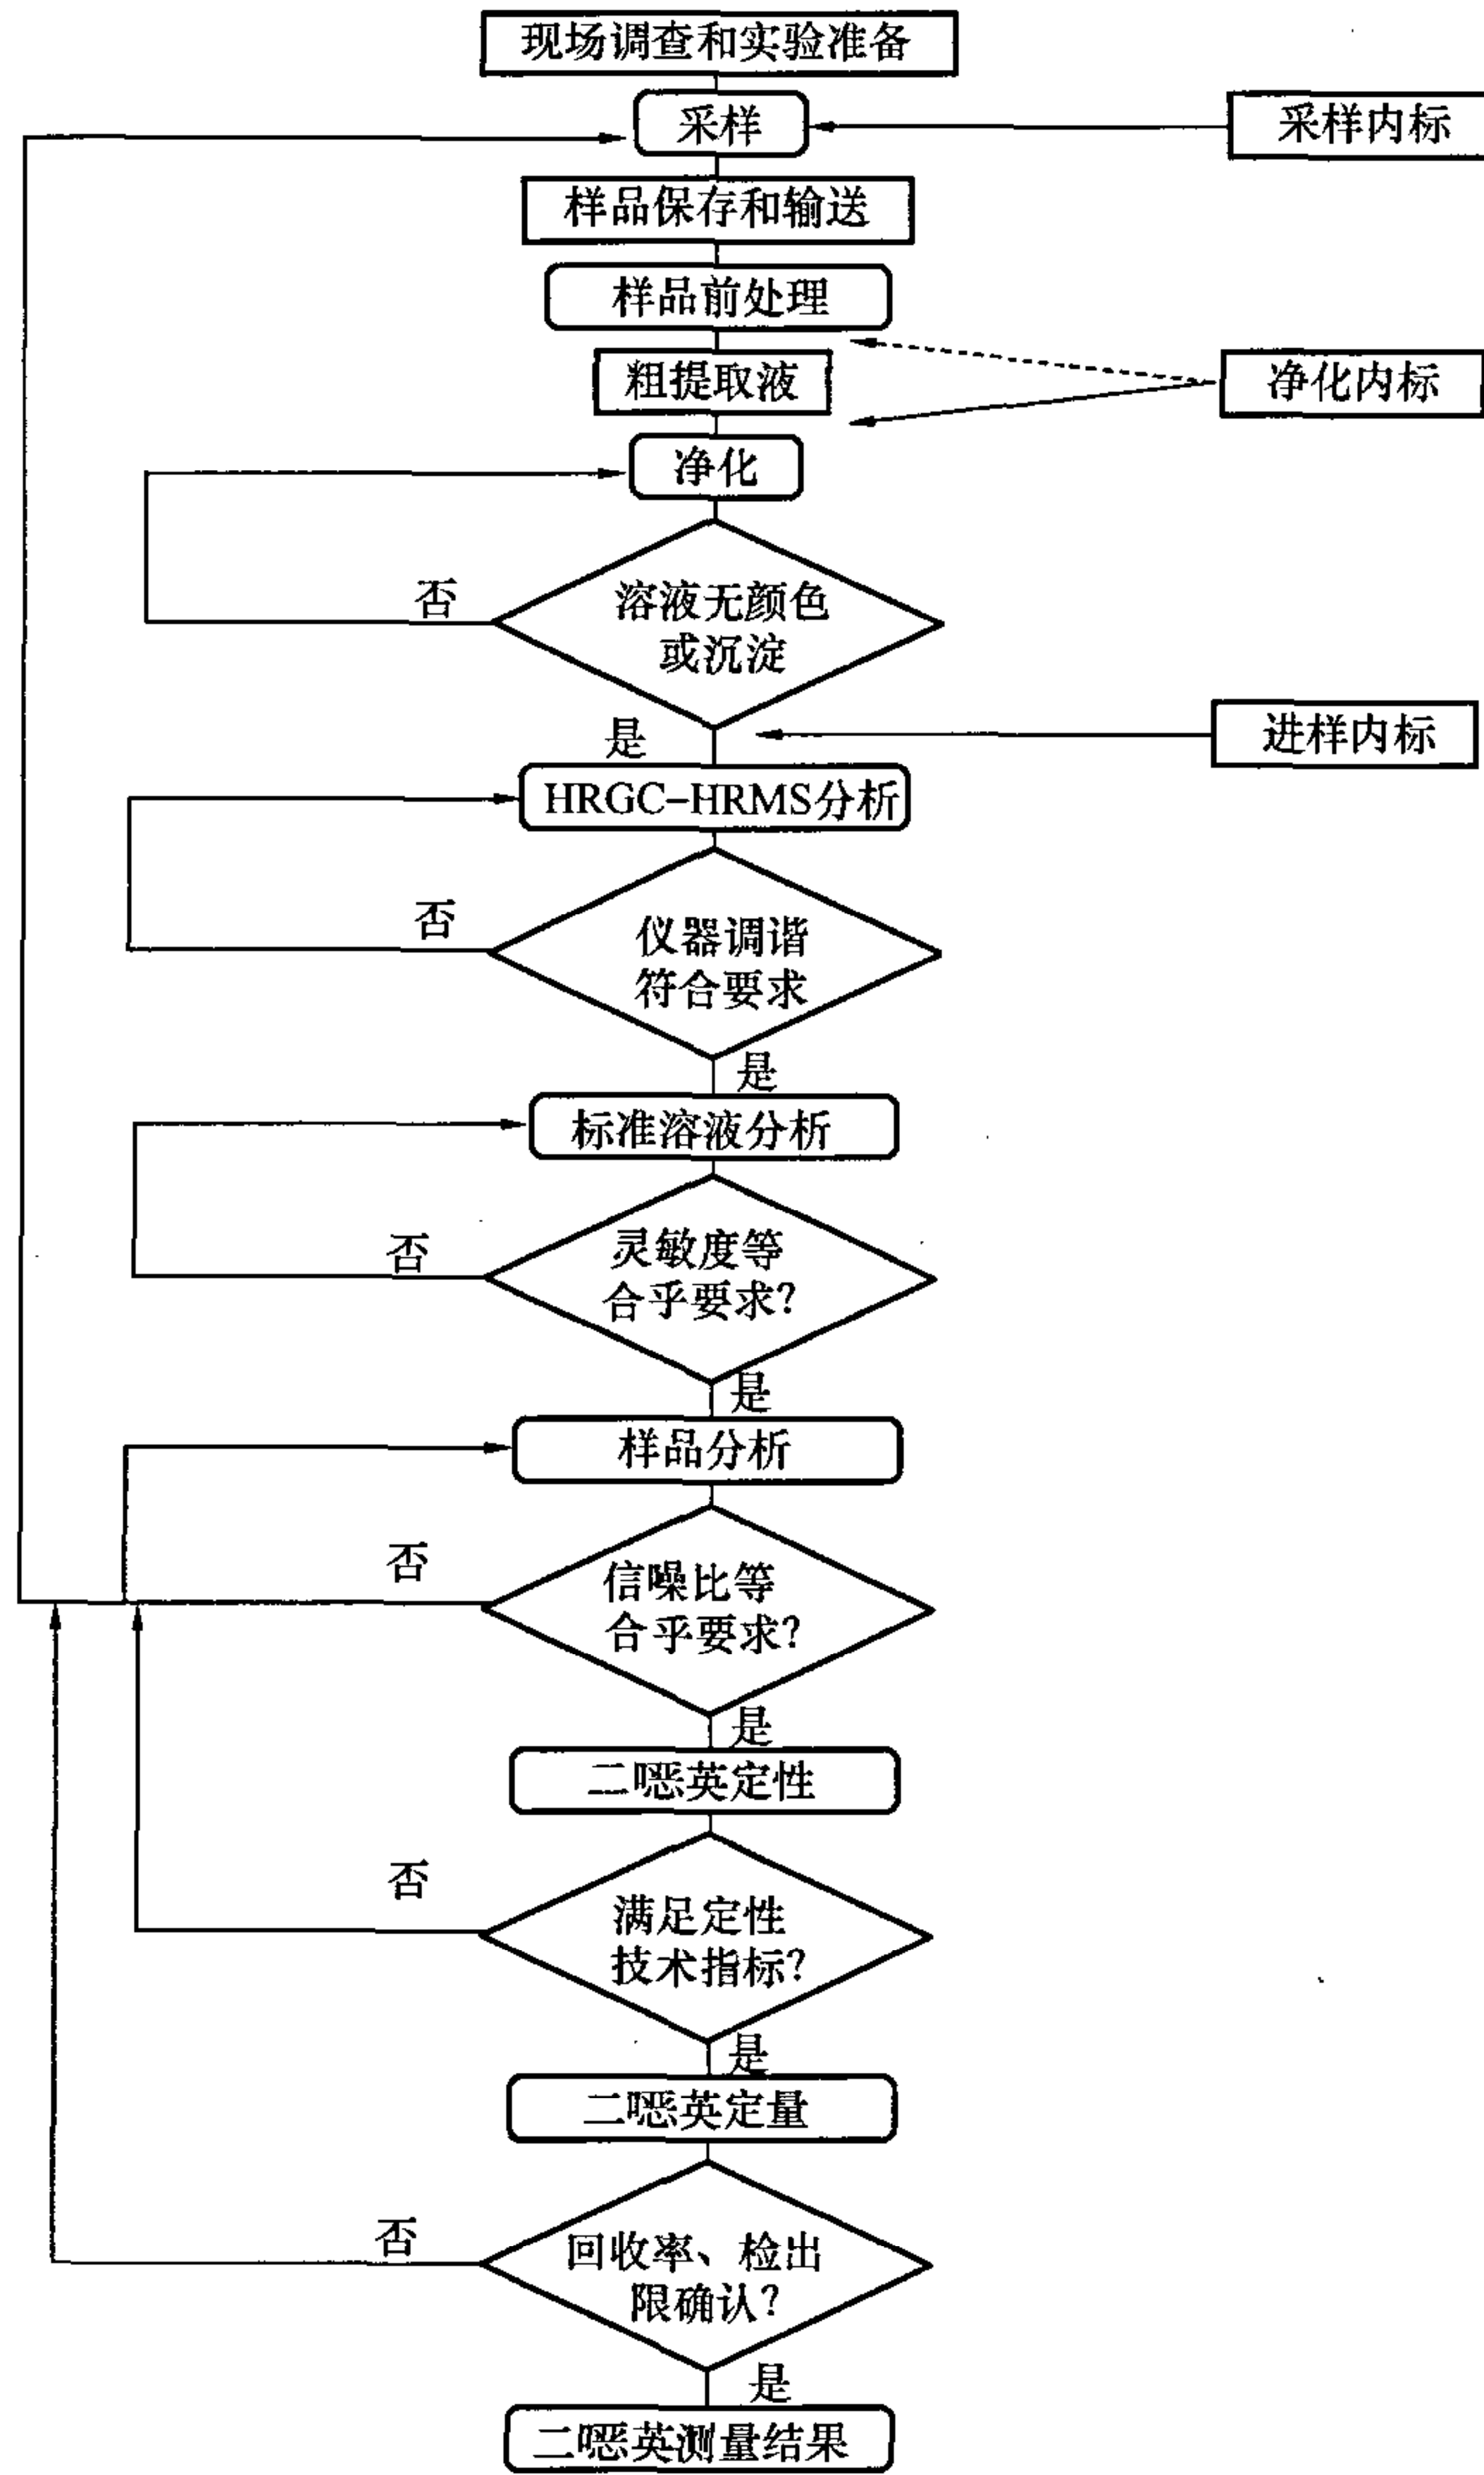 现场调查和实验准备
采样
采样内标
样品保存和输送
样品前处理
粗提取液
净化内标
净化
否
溶液无颜色
或沉淀
是
进样内标
HRGC-HRMS分析
否
仪器调谐
符合要求
是
标准溶液分析
否
灵敏度等
合乎要求?
是
样品分析
否
信噪比等
合乎要求?
是
二噁英定性
否
满足定性
技术指标?
是
二噁英定量
否
回收率、检出
限确认?
是
二噁英测量结果